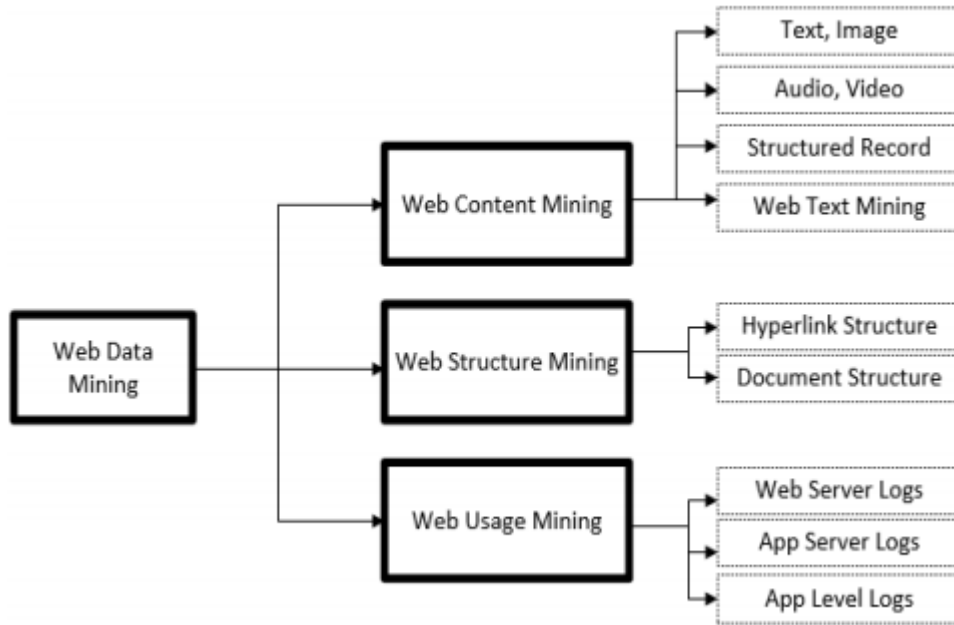 Web Data
Mining
Web Content Mining
Text, Image
Audio, Video
Structured Record
Web Text Mining
Web Structure Mining
Hyperlink Structure
Document Structure
Web Usage Mining
Web Server Logs
App Server Logs
App Level Logs